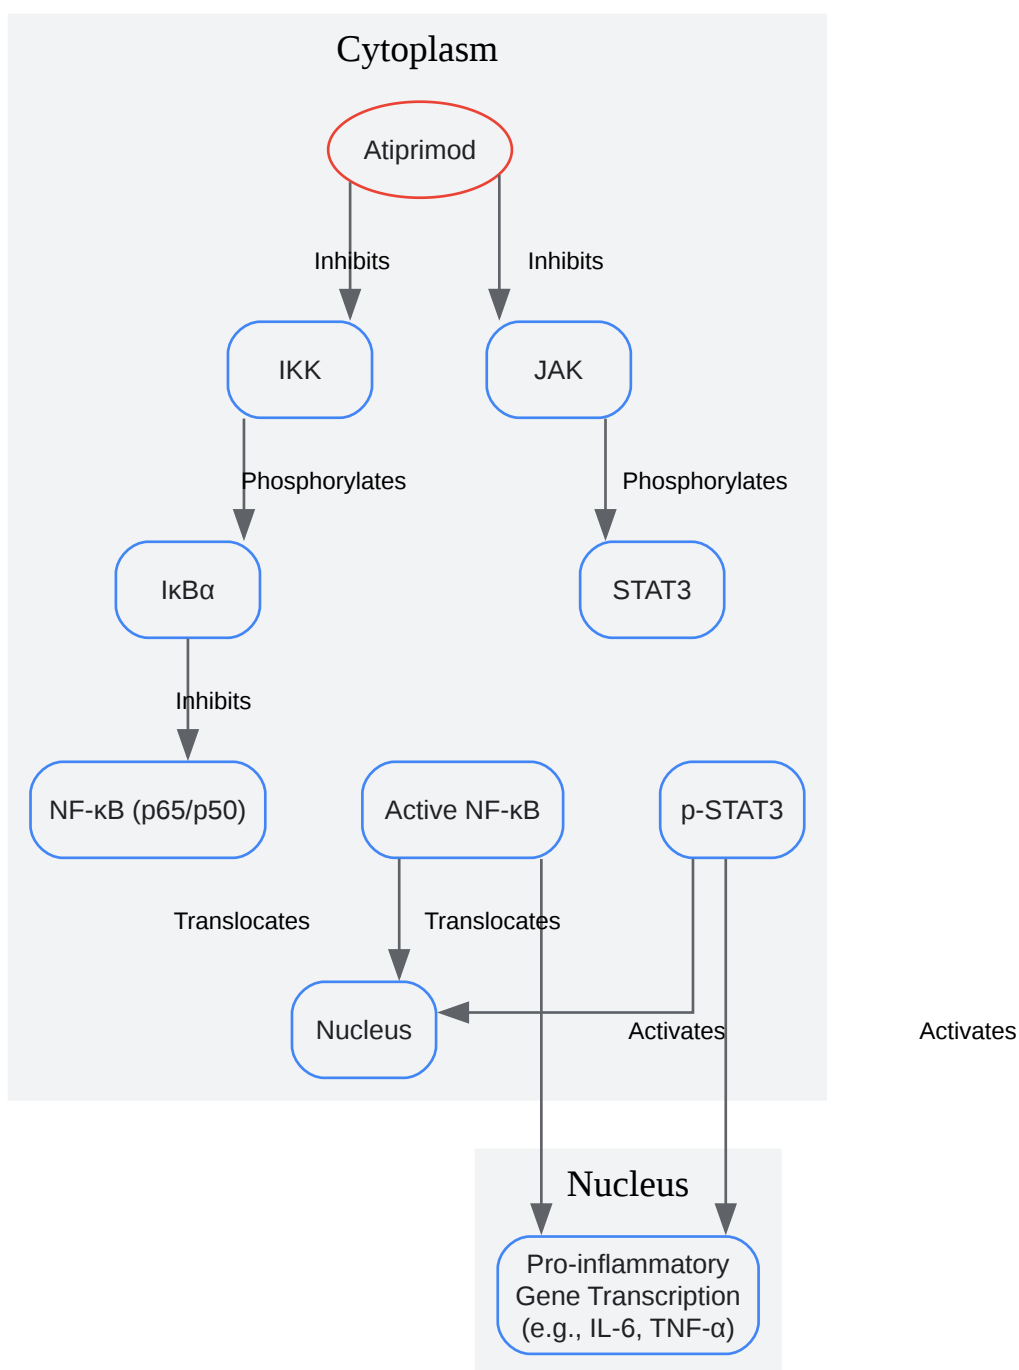 Cytoplasm
Atiprimod
Inhibits
Inhibits
IKK
JAK
Phosphorylates
Phosphorylates
IκBα
STAT3
Inhibits
NF-κB (p65/p50)
Active NF-κB
p-STAT3
Translocates
Translocates
Nucleus
Activates
Activates
Nucleus
Pro-inflammatory
Gene Transcription
(e.g., IL-6, TNF-α)